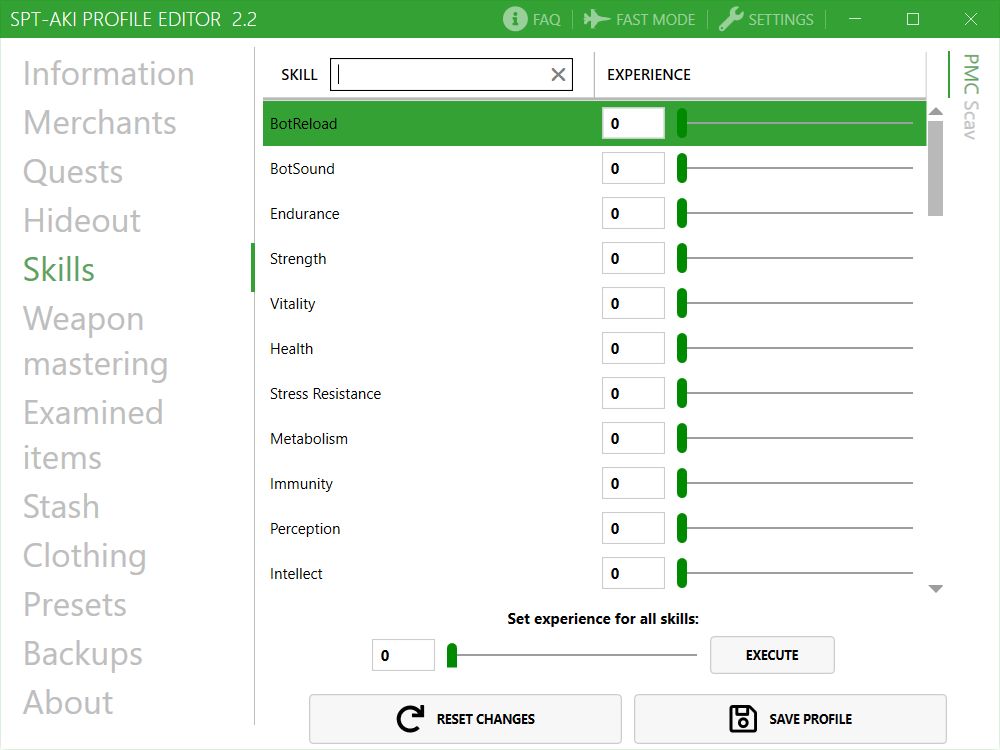 SPT-AKI PROFILE EDITOR 2.2
FAQ
FAST MODE
SETTINGS
Information
Merchants
Quests
Hideout
Skills
Weapon
mastering
Examined
items
Stash
Clothing
Presets
Backups
About
SKILL
EXPERIENCE
BotReload 0
BotSound 0
Endurance 0
Strength 0
Vitality 0
Health 0
Stress Resistance 0
Metabolism 0
Immunity 0
Perception 0
Intellect 0
Set experience for all skills:
0
EXECUTE
RESET CHANGES
SAVE PROFILE
PMC
Scav